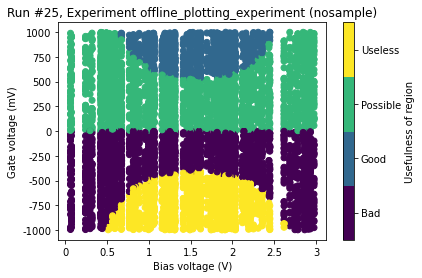 Run #25, Experiment offline_plotting_experiment (nosample)
1000
750
500
250
0
-250
-500
-750
-1000
Gate voltage (mV)
0
0.5
1
1.5
2
2.5
3
Bias voltage (V)
Useless
Possible
Good
Bad
Usefulness of region